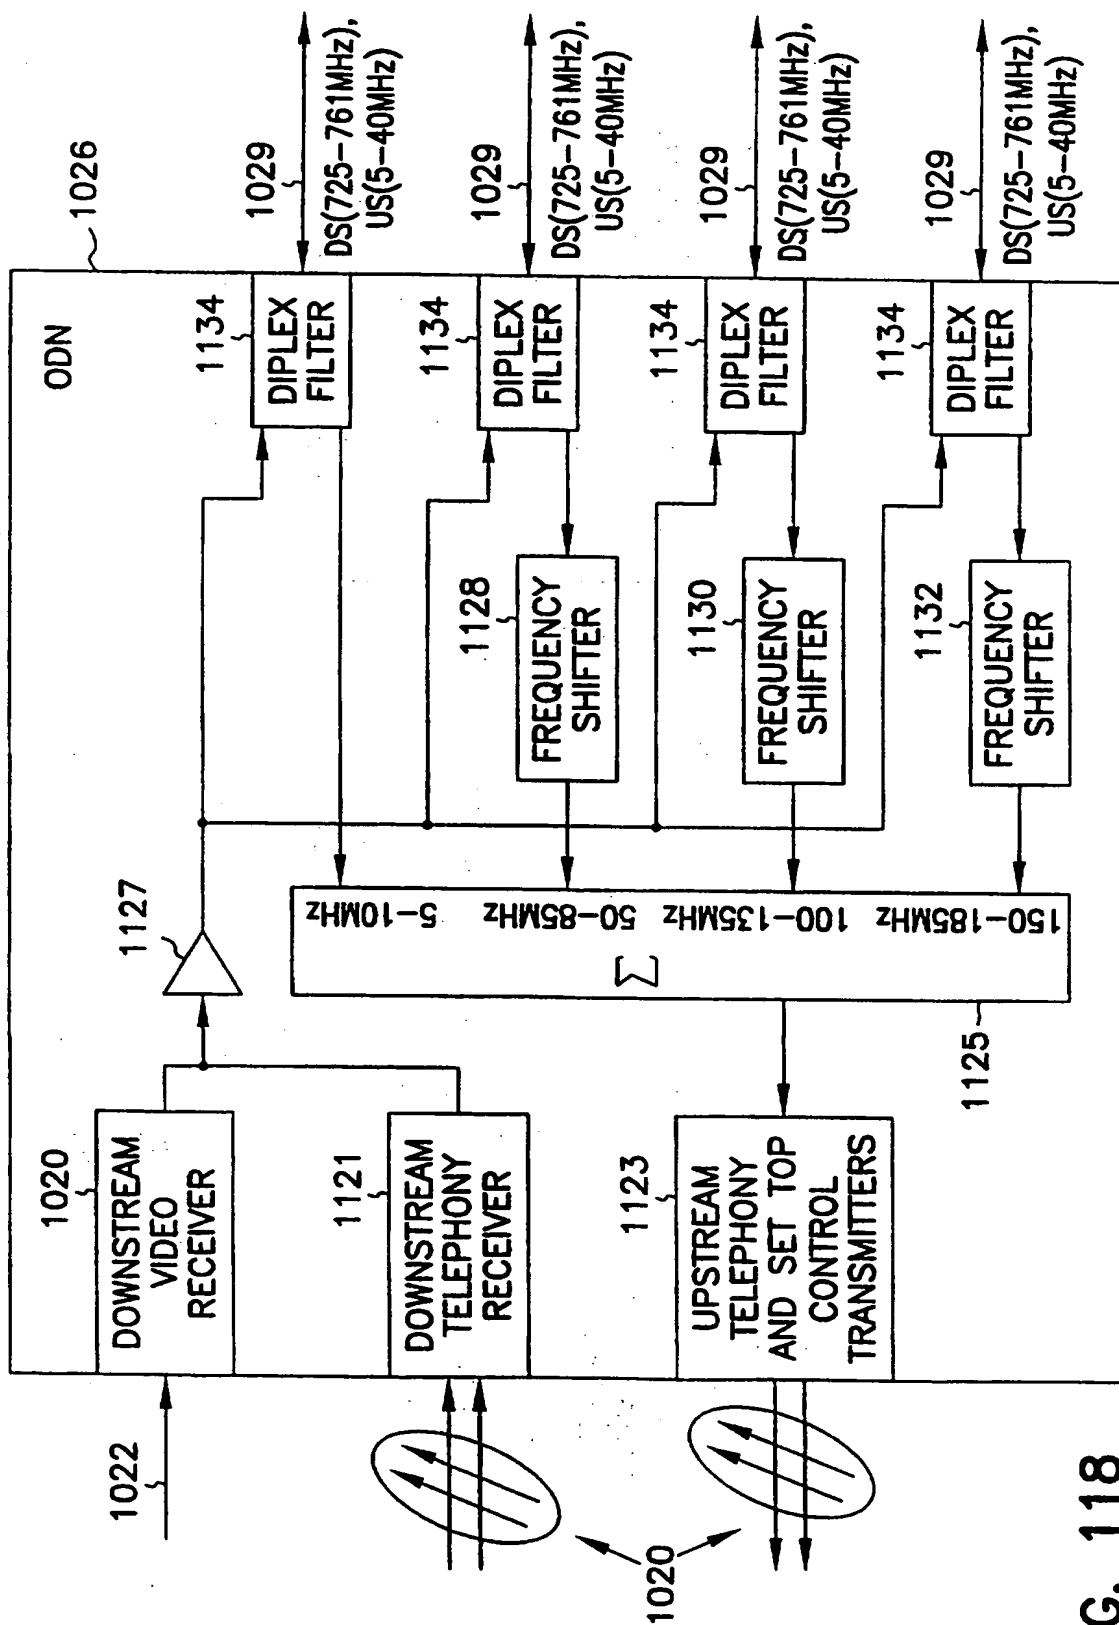 1026
ODN
1022
1020
DOWNSTREAM
VIDEO
RECEIVER
1127
1134
DIPLEX
FILTER
1029
DS(725-761MHz),
US(5-40MHz)
1020
1121
DOWNSTREAM
TELEPHONY
RECEIVER
5-10MHz
50-85MHz
100-135MHz
150-185MHz
Σ
1125
1128
FREQUENCY
SHIFTER
1134
DIPLEX
FILTER
1029
DS(725-761MHz),
US(5-40MHz)
1123
UPSTREAM
TELEPHONY
AND SET TOP
CONTROL
TRANSMITTERS
1130
FREQUENCY
SHIFTER
1134
DIPLEX
FILTER
1029
DS(725-761MHz),
US(5-40MHz)
1132
FREQUENCY
SHIFTER
1134
DIPLEX
FILTER
1029
DS(725-761MHz),
US(5-40MHz)
G. 118